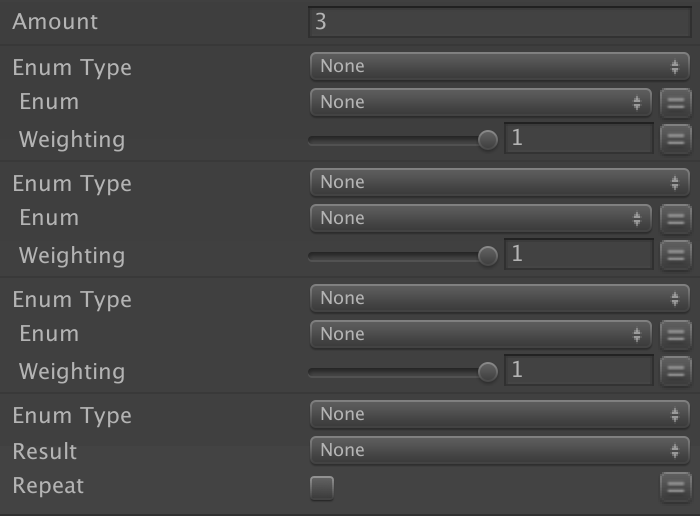 Amount 3
Enum Type None
Enum None
Weighting 1
Enum Type None
Enum None
Weighting 1
Enum Type None
Enum None
Weighting 1
Enum Type None
Result None
Repeat